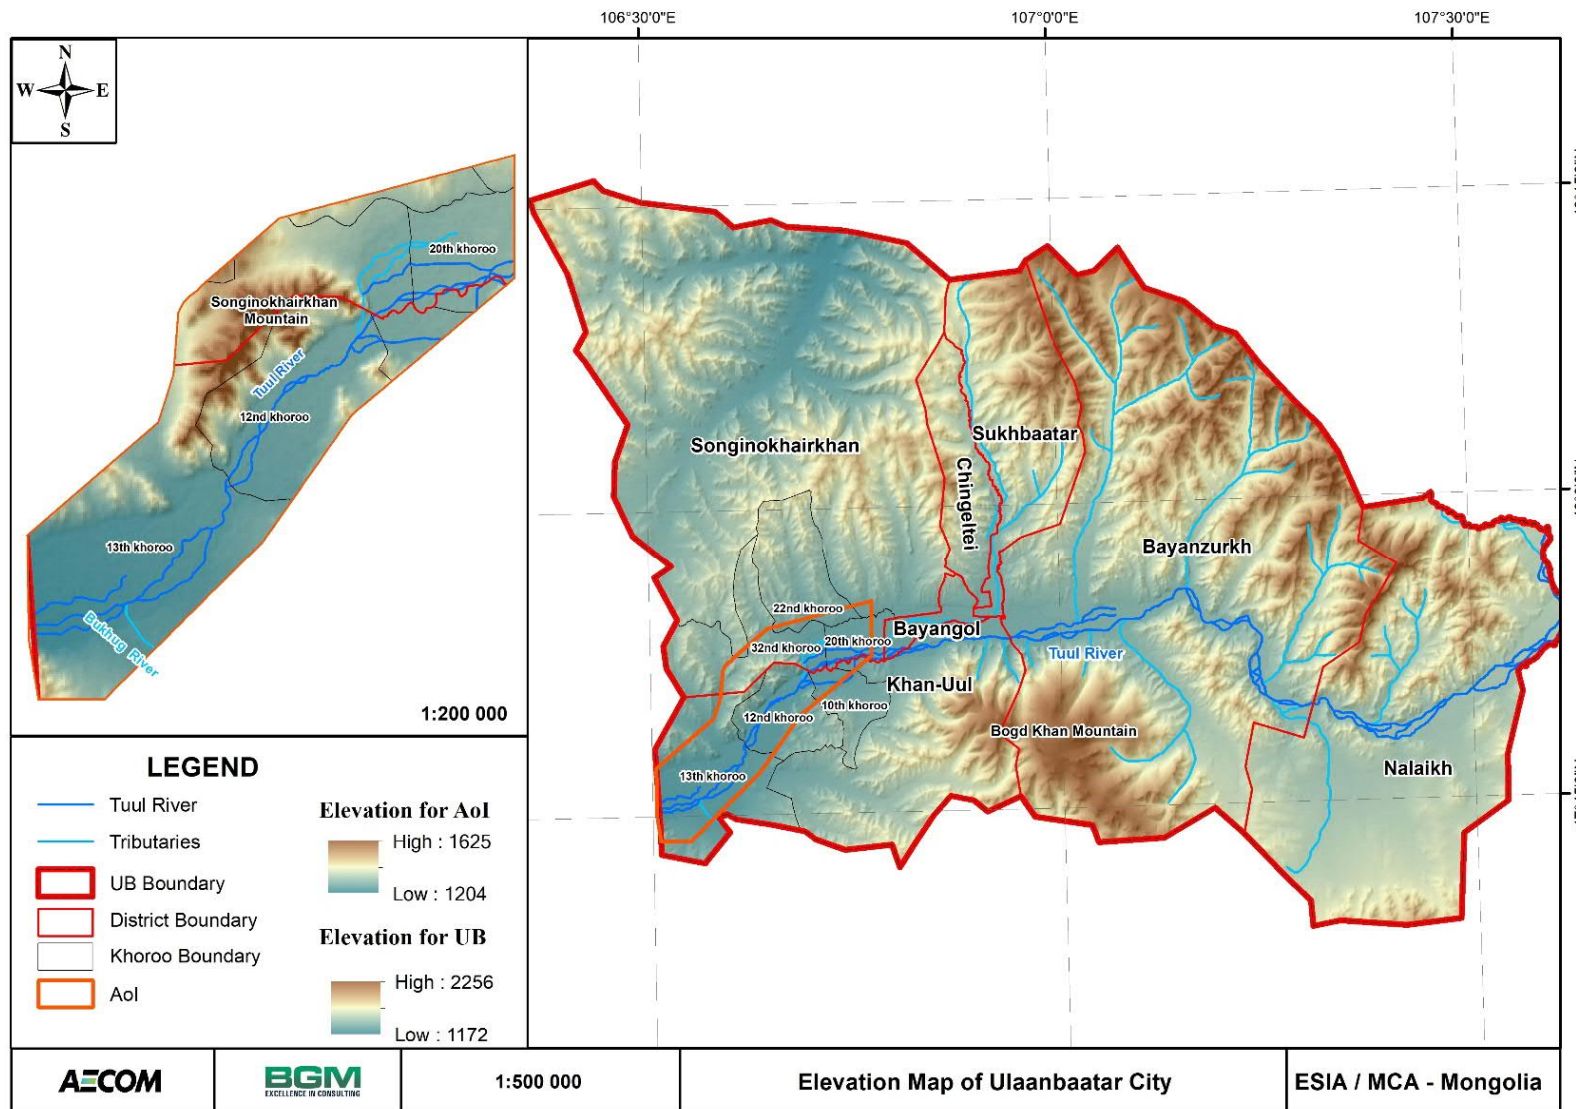 106°30'0"E
107°0'0"E
107°30'0"E
N
W
E
S
20th khoroo
Songinokhairkhan
Mountain
Tuul River
12nd khoroo
13th khoroo
Bukhug River
1:200 000
LEGEND
Tuul River
Tributaries
UB Boundary
District Boundary
Khoroo Boundary
AoI
Elevation for AoI
High : 1625
Low : 1204
Elevation for UB
High : 2256
Low : 1172
Songinokhairkhan
Sukhbaatar
Chingeltei
Bayanzurkh
22nd khoroo
Bayangol
20th khoroo
32nd khoroo
Tuul River
Khan-Uul
10th khoroo
12nd khoroo
Bogd Khan Mountain
13th khoroo
Nalaikh
AECOM
BGM
EXCELLENCE IN CONSULTING
1:500 000
Elevation Map of Ulaanbaatar City
ESIA / MCA - Mongolia